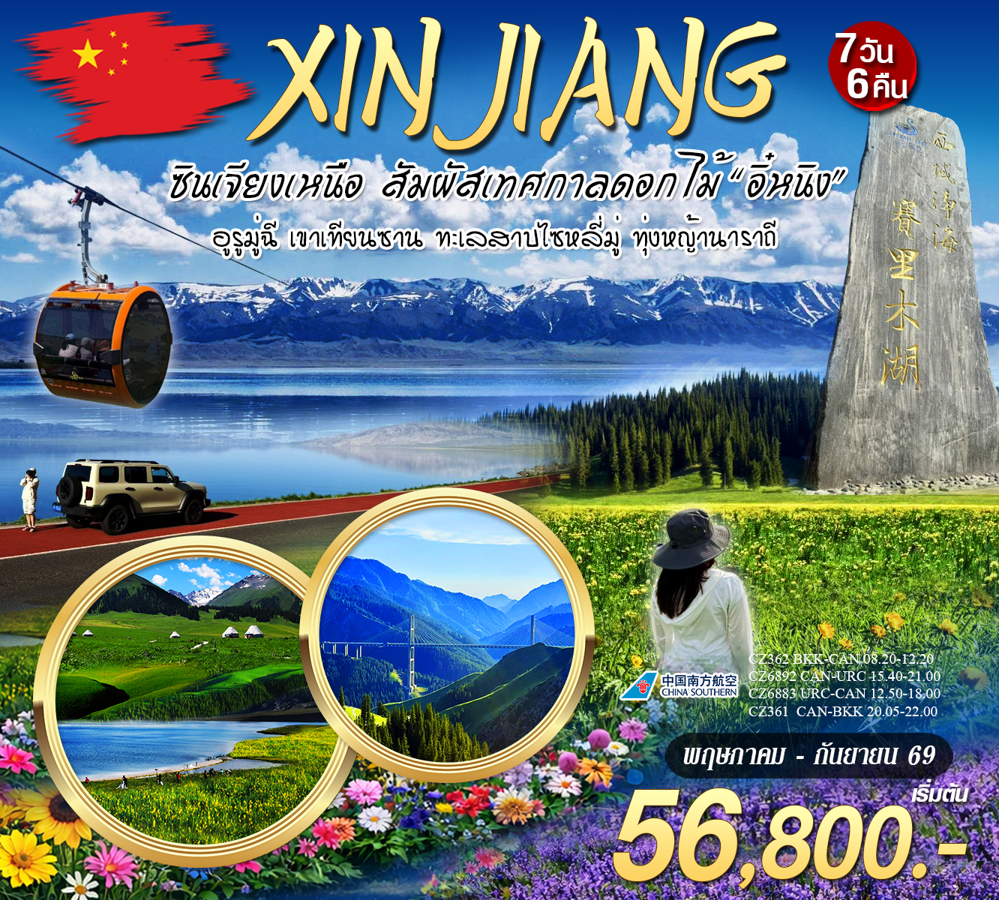 XINJIANG
7 วัน
6 คืน
ซินเจียงเหนือ สัมผัสเทศกาลดอกไม้ "อี๋หนิง"
อูรูมู่ฉี เขาเทียนซาน ทะเลสาบไซหลี่มู่ ทุ่งหญ้านาราถี
西域净海
赛里木湖
中国南方航空
CHINA SOUTHERN
CZ362 BKK-CAN 08.20-12.20
CZ6892 CAN-URC 15.40-21.00
CZ6883 URC-CAN 12.50-18.00
CZ361 CAN-BKK 20.05-22.00
พฤษภาคม - กันยายน 69
เริ่มต้น
56,800.-